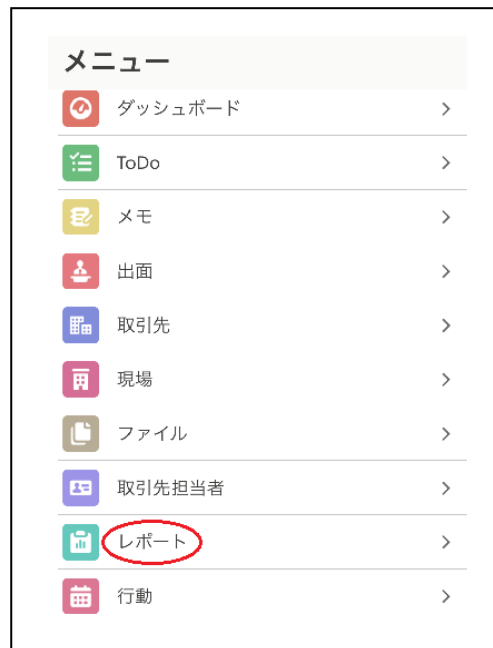 メニュー
ダッシュボード
ToDo
メモ
出面
取引先
現場
ファイル
取引先担当者
レポート
行動